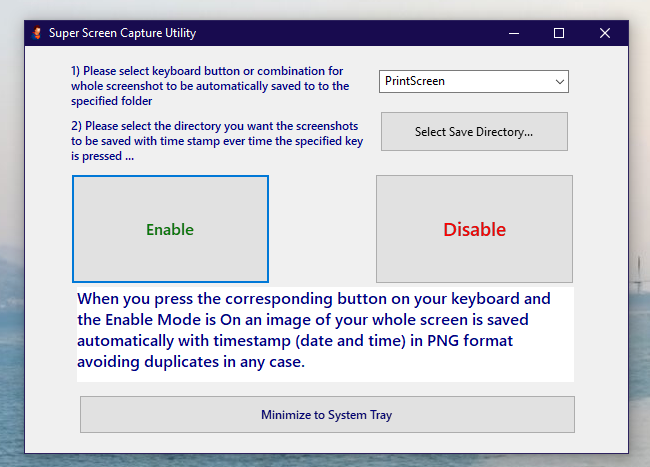 Super Screen Capture Utility
1) Please select keyboard button or combination for
whole screenshot to be automatically saved to to the
specified folder
PrintScreen
2) Please select the directory you want the screenshots
to be saved with time stamp ever time the specified key
is pressed ...
Select Save Directory...
Enable
Disable
When you press the corresponding button on your keyboard and
the Enable Mode is On an image of your whole screen is saved
automatically with timestamp (date and time) in PNG format
avoiding duplicates in any case.
Minimize to System Tray